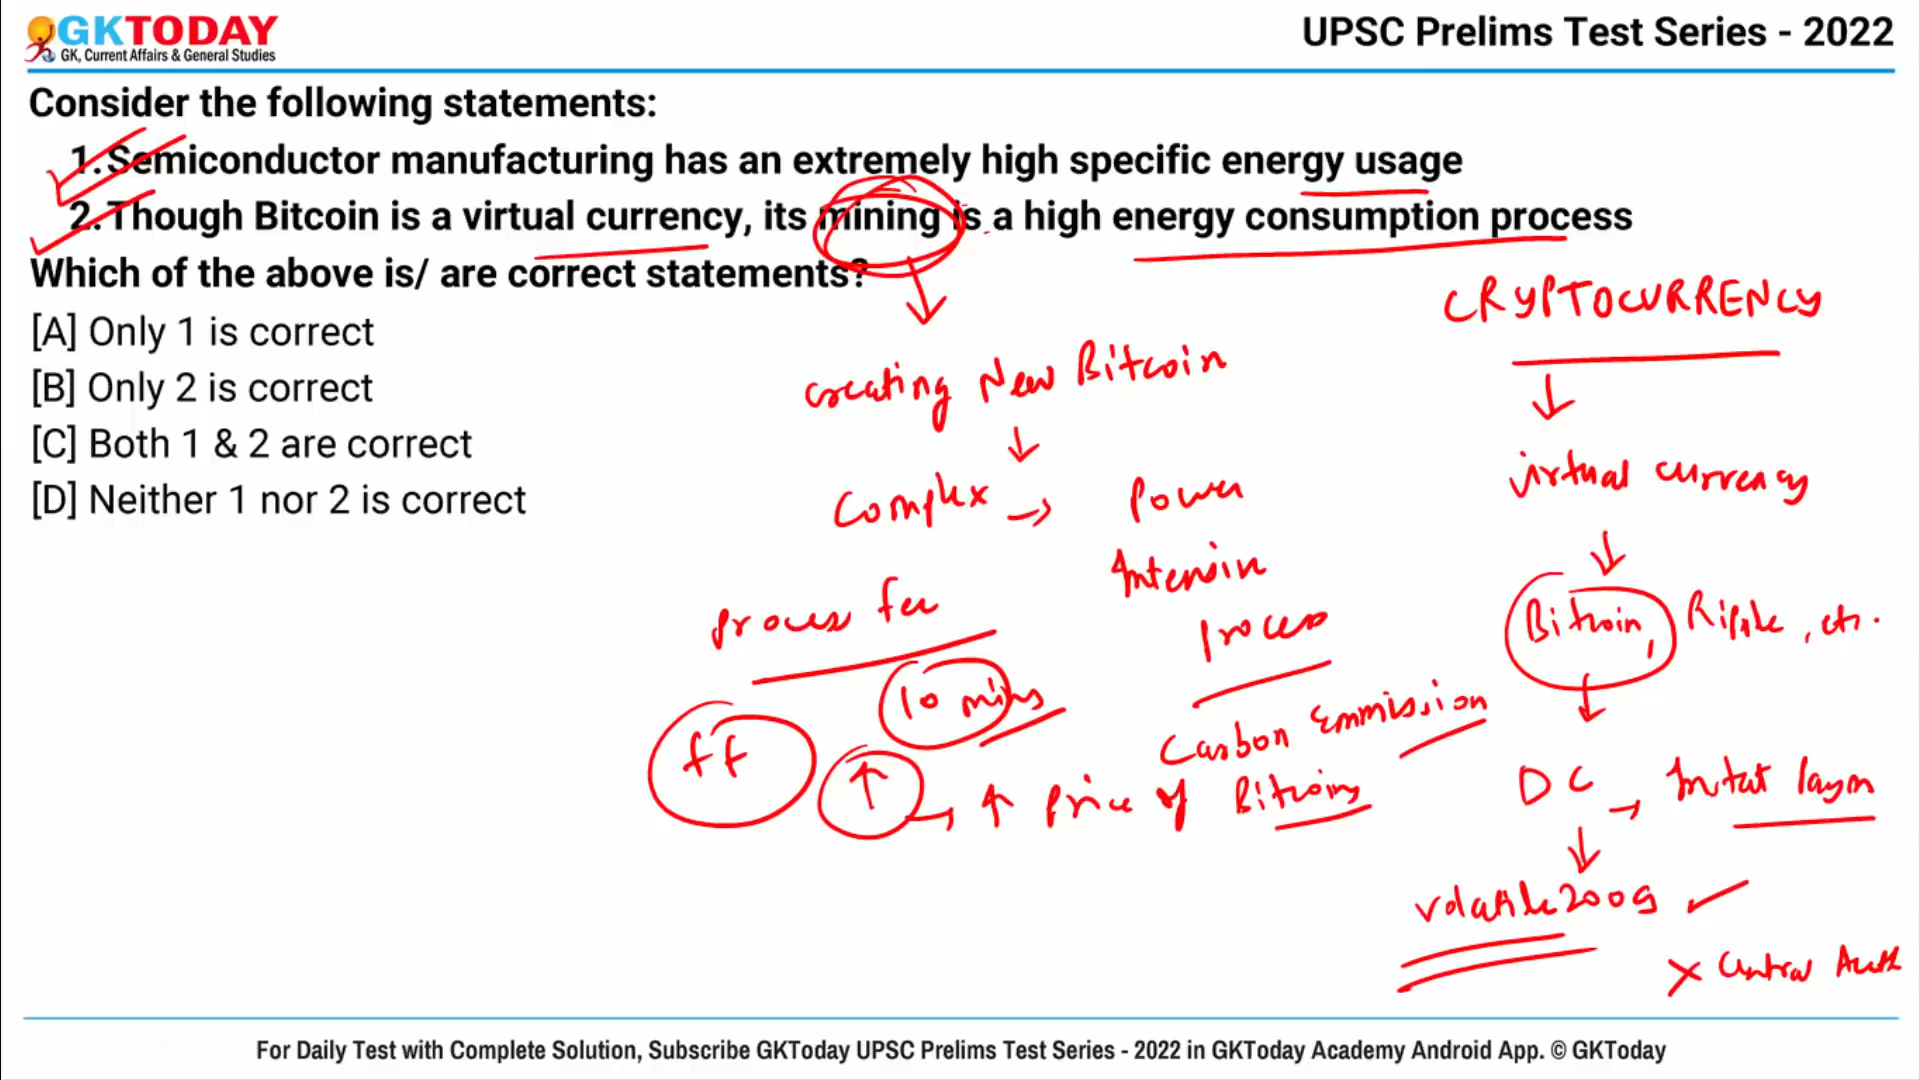 GKTODAY
GK, Current Affairs & General Studies
UPSC Prelims Test Series - 2022
Consider the following statements:
1.Semiconductor manufacturing has an extremely high specific energy usage
2.Though Bitcoin is a virtual currency, its mining is a high energy consumption process
Which of the above is/ are correct statements?
[A] Only 1 is correct
[B] Only 2 is correct
[C] Both 1 & 2 are correct
[D] Neither 1 nor 2 is correct
CRYPTOCURRENCY
creating New Bitcoin
virtual currency
Complex → Power
Process fee
Process
Bitcoin, Ripple, etc.
10 mins
Carbon Emmission
ff
↑ → ↑ Price of Bitcoins
DC →
volatile 2009
X Central Auth
For Daily Test with Complete Solution, Subscribe GKToday UPSC Prelims Test Series - 2022 in GKToday Academy Android App. © GKToday